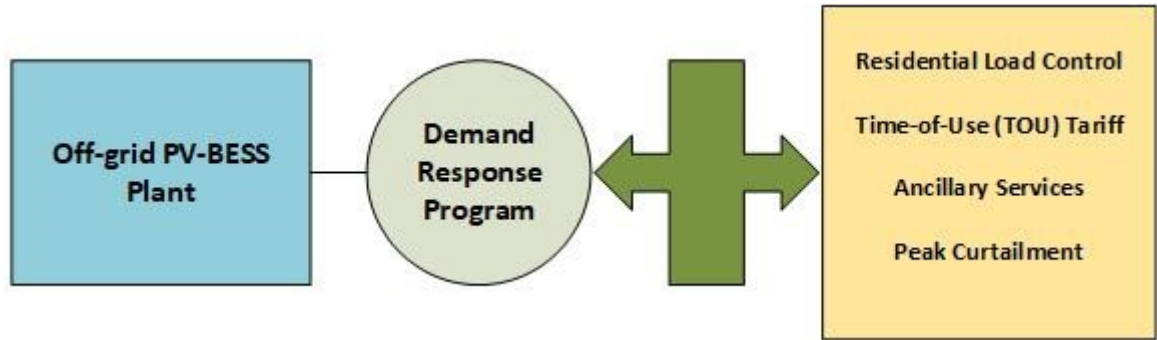 Off-grid PV-BESS
Plant
Demand
Response
Program
Residential Load Control
Time-of-Use (TOU) Tariff
Ancillary Services
Peak Curtailment